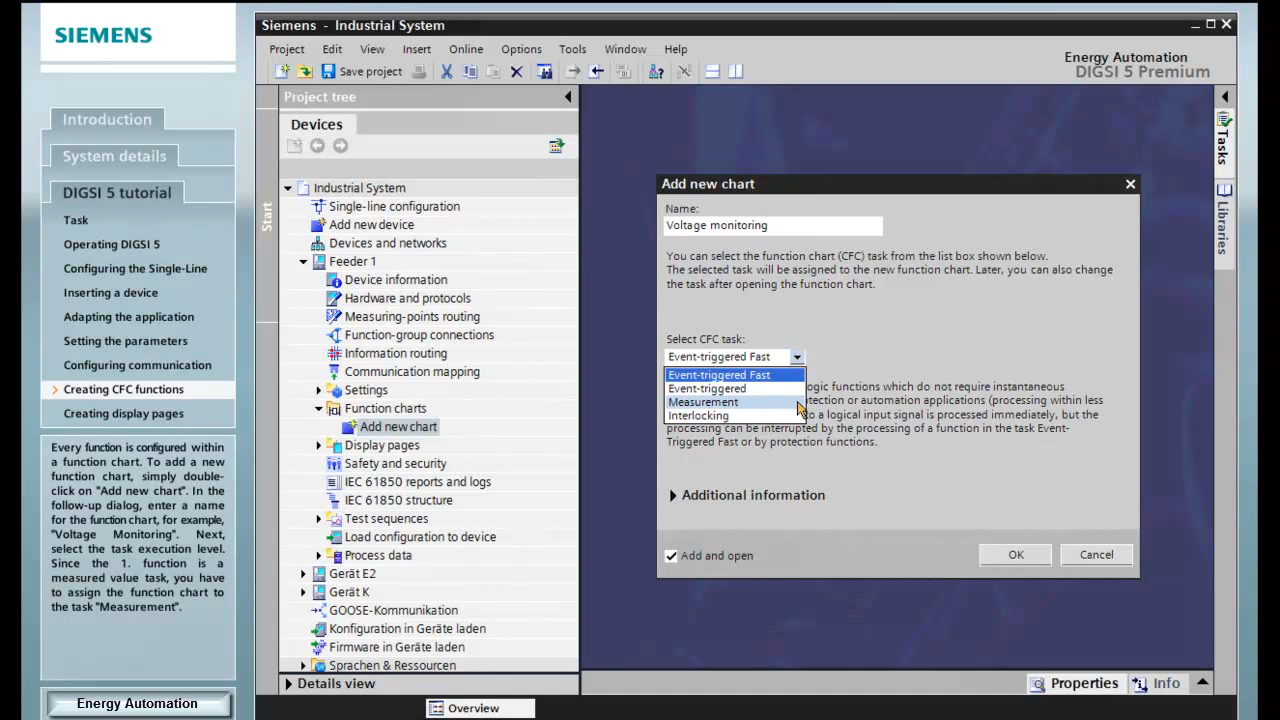 SIEMENS
Introduction
System details
DIGSI 5 tutorial
Task
Operating DIGSI 5
Configuring the Single-Line
Inserting a device
Adapting the application
Setting the parameters
Configuring communication
Creating CFC functions
Creating display pages
Every function is configured within
a function chart. To add a new
function chart, simply double-
click on "Add new chart". In the
follow-up dialog, enter a name
for the function chart, for example,
"Voltage Monitoring". Next,
select the task execution level.
Since the 1. function is a
measured value task, you have
to assign the function chart to
the task "Measurement".
Energy Automation
Siemens - Industrial System
Project Edit View Insert Online Options Tools Window Help
Save project
Energy Automation
DIGSI 5 Premium
Start
Project tree
Devices
Industrial System
Single-line configuration
Add new device
Devices and networks
Feeder 1
Device information
Hardware and protocols
Measuring-points routing
Function-group connections
Information routing
Communication mapping
Settings
Function charts
Add new chart
Display pages
Safety and security
IEC 61850 reports and logs
IEC 61850 structure
Test sequences
Load configuration to device
Process data
Gerät E2
Gerät K
GOOSE-Kommunikation
Konfiguration in Geräte laden
Firmware in Geräte laden
Sprachen & Ressourcen
Details view
Overview
Add new chart
Name:
Voltage monitoring
You can select the function chart (CFC) task from the list box shown below.
The selected task will be assigned to the new function chart. Later, you can also change
the task after opening the function chart.
Select CFC task:
Event-triggered Fast
Event-triggered Fast
Event-triggered
Measurement
Interlocking
ogic functions which do not require instantaneous
otection or automation applications (processing within less
to a logical input signal is processed immediately, but the
processing can be interrupted by the processing of a function in the task Event-
Triggered Fast or by protection functions.
Additional information
Add and open
OK
Cancel
Tasks
Libraries
Properties
Info